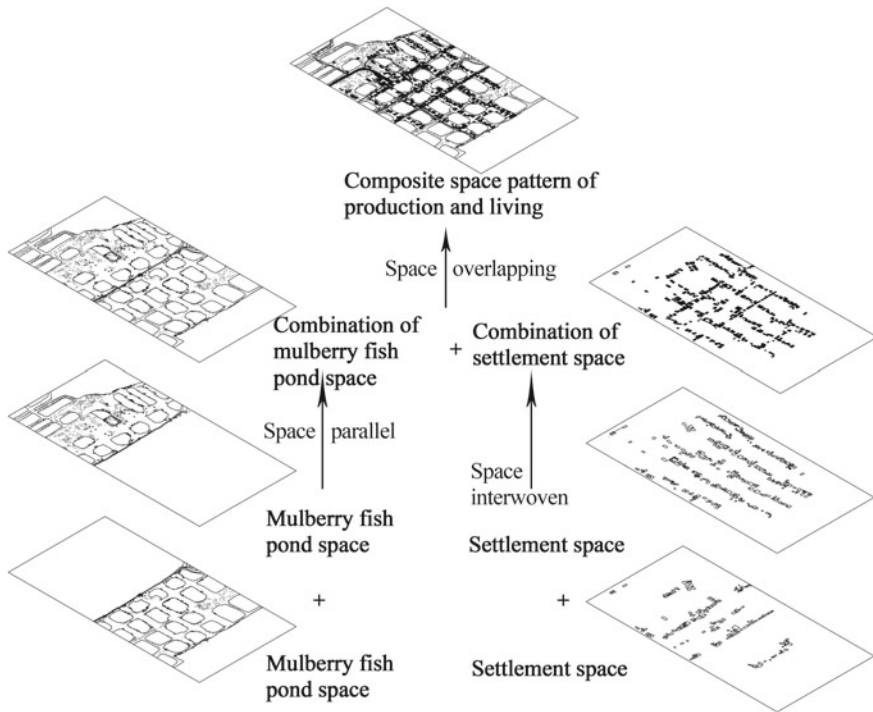 Composite space pattern of
production and living
Space overlapping
Combination of
mulberry fish
pond space
+
Combination of
settlement space
Space parallel
Space
interwoven
Mulberry fish
pond space
Settlement space
+
+
Mulberry fish
pond space
Settlement space